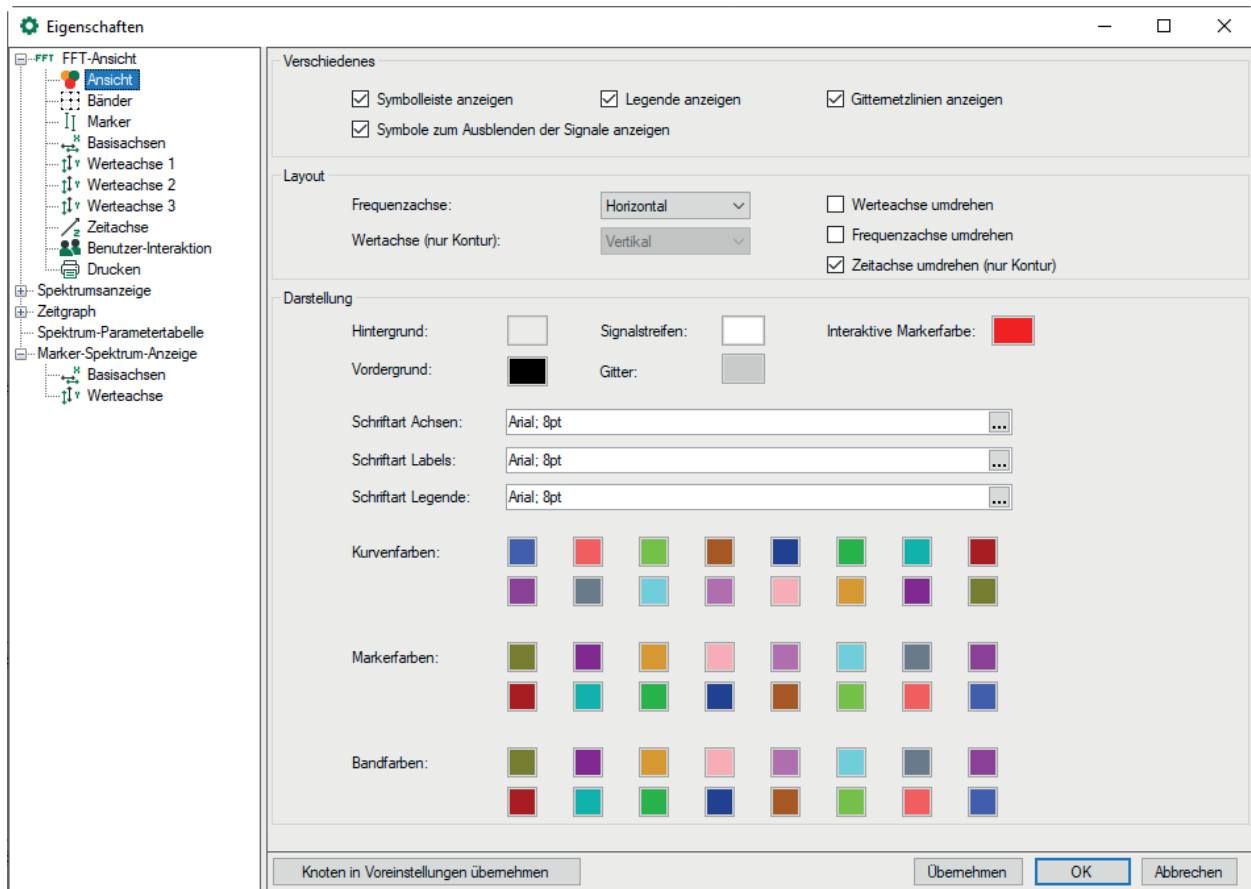 Eigenschaften
FFT FFT-Ansicht
Ansicht
Bänder
Marker
Basisachsen
Werteachse 1
Werteachse 2
Werteachse 3
Zeitachse
Benutzer-Interaktion
Drucken
Spektrumsanzeige
Zeitgraph
Spektrum-Parametertabelle
Marker-Spektrum-Anzeige
Basisachsen
Werteachse
Verschiedenes
Symbolleiste anzeigen Legende anzeigen Gitternetzlinien anzeigen
Symbole zum Ausblenden der Signale anzeigen
Layout
Frequenzachse: Horizontal Werteachse umdrehen
Wertachse (nur Kontur): Vertikal Frequenzachse umdrehen
Zeitachse umdrehen (nur Kontur)
Darstellung
Hintergrund: Signalstreifen: Interaktive Markerfarbe:
Vordergrund: Gitter:
Schriftart Achsen: Arial; 8pt ...
Schriftart Labels: Arial; 8pt ...
Schriftart Legende: Arial; 8pt ...
Kurvenfarben:
Markerfarben:
Bandfarben:
Knoten in Voreinstellungen übernehmen Übernehmen OK Abbrechen